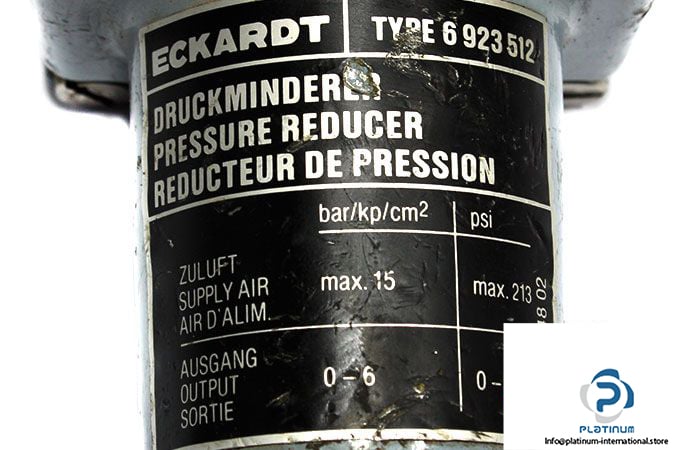 ECKARDT TYPE 6 923 512
DRUCKMINDERER
PRESSURE REDUCER
REDUCTEUR DE PRESSION
bar/kp/cm2 psi
ZULUFT
SUPPLY AIR
AIR D'ALIM.
max. 15 max. 213
AUSGANG
OUTPUT
SORTIE
0 – 6 0 –
PLATINUM
Info@platinum-international.store